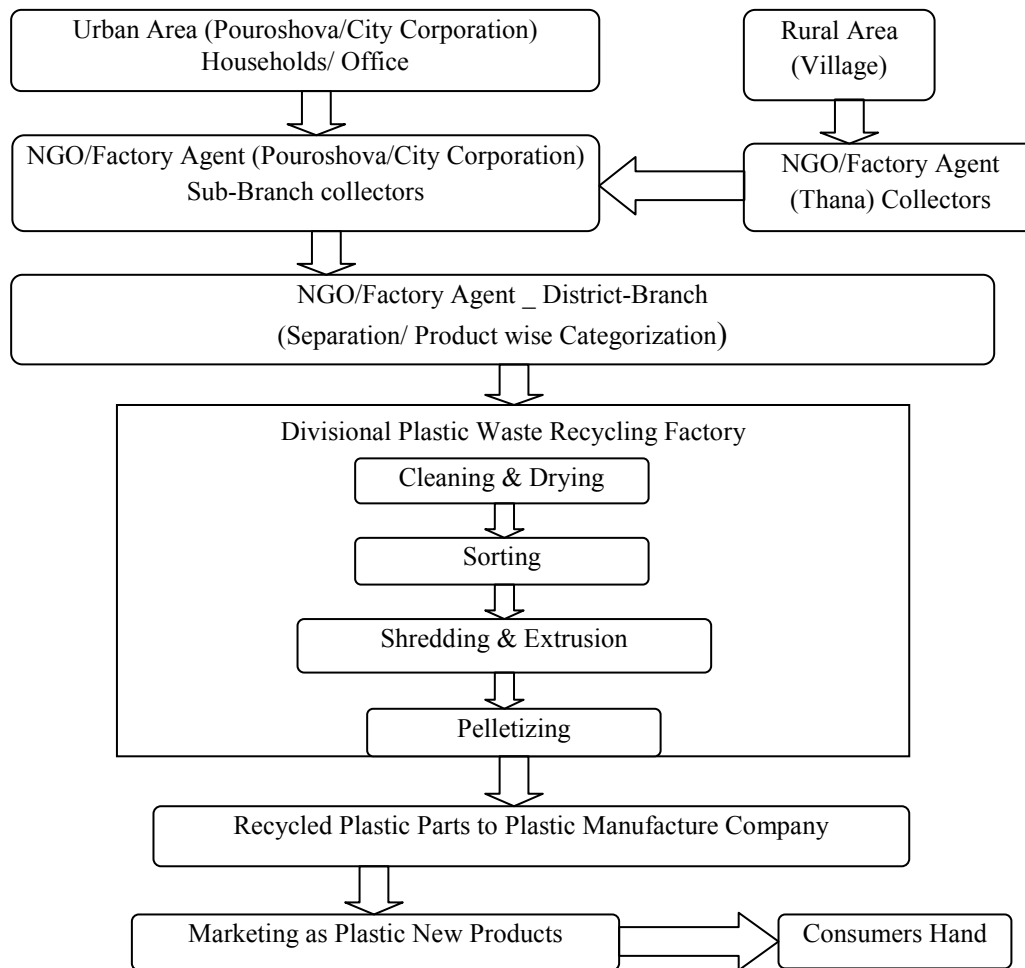 Urban Area (Pouroshova/City Corporation)
Households/ Office
Rural Area
(Village)
NGO/Factory Agent (Pouroshova/City Corporation)
Sub-Branch collectors
NGO/Factory Agent
(Thana) Collectors
NGO/Factory Agent _ District-Branch
(Separation/ Product wise Categorization)
Divisional Plastic Waste Recycling Factory
Cleaning & Drying
Sorting
Shredding & Extrusion
Pelletizing
Recycled Plastic Parts to Plastic Manufacture Company
Marketing as Plastic New Products
Consumers Hand